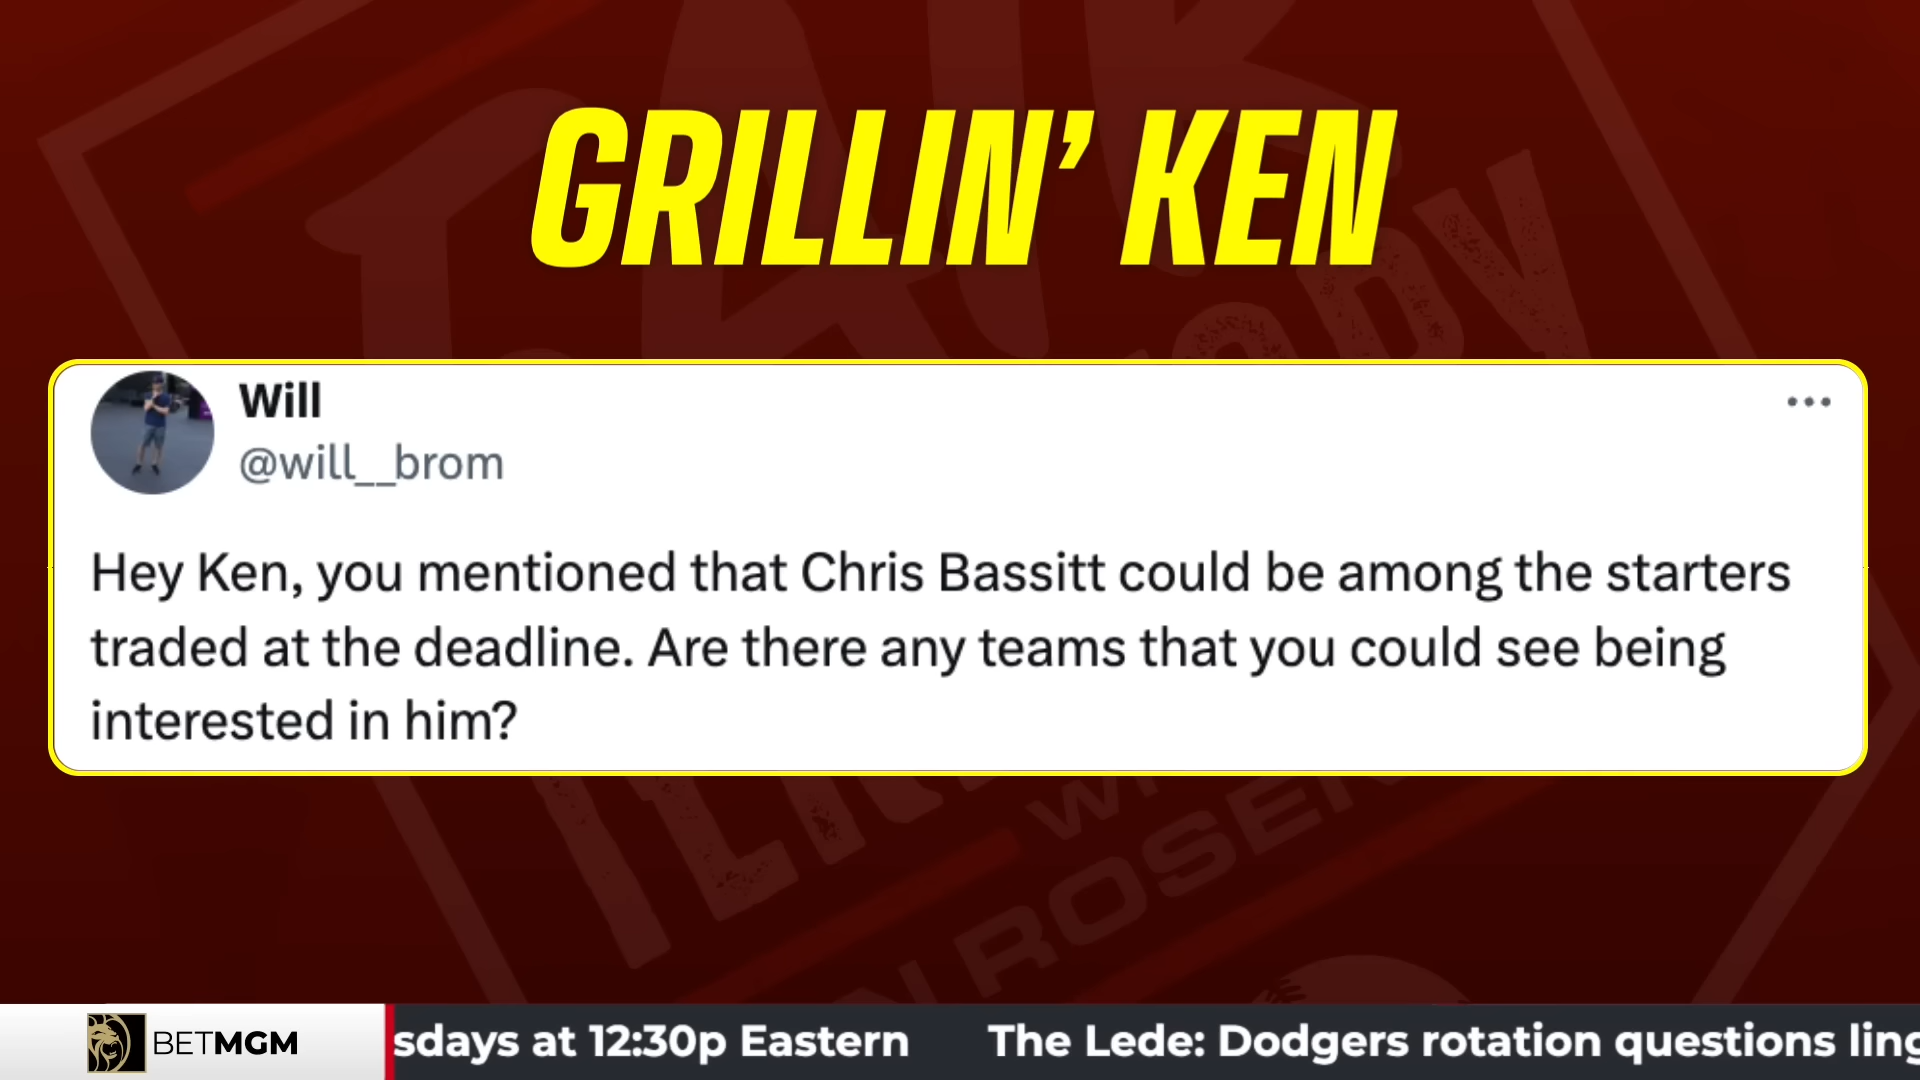 GRILLIN' KEN
Will
@will__brom
Hey Ken, you mentioned that Chris Bassitt could be among the starters
traded at the deadline. Are there any teams that you could see being
interested in him?
BETMGM
sdays at 12:30p Eastern The Lede: Dodgers rotation questions ling